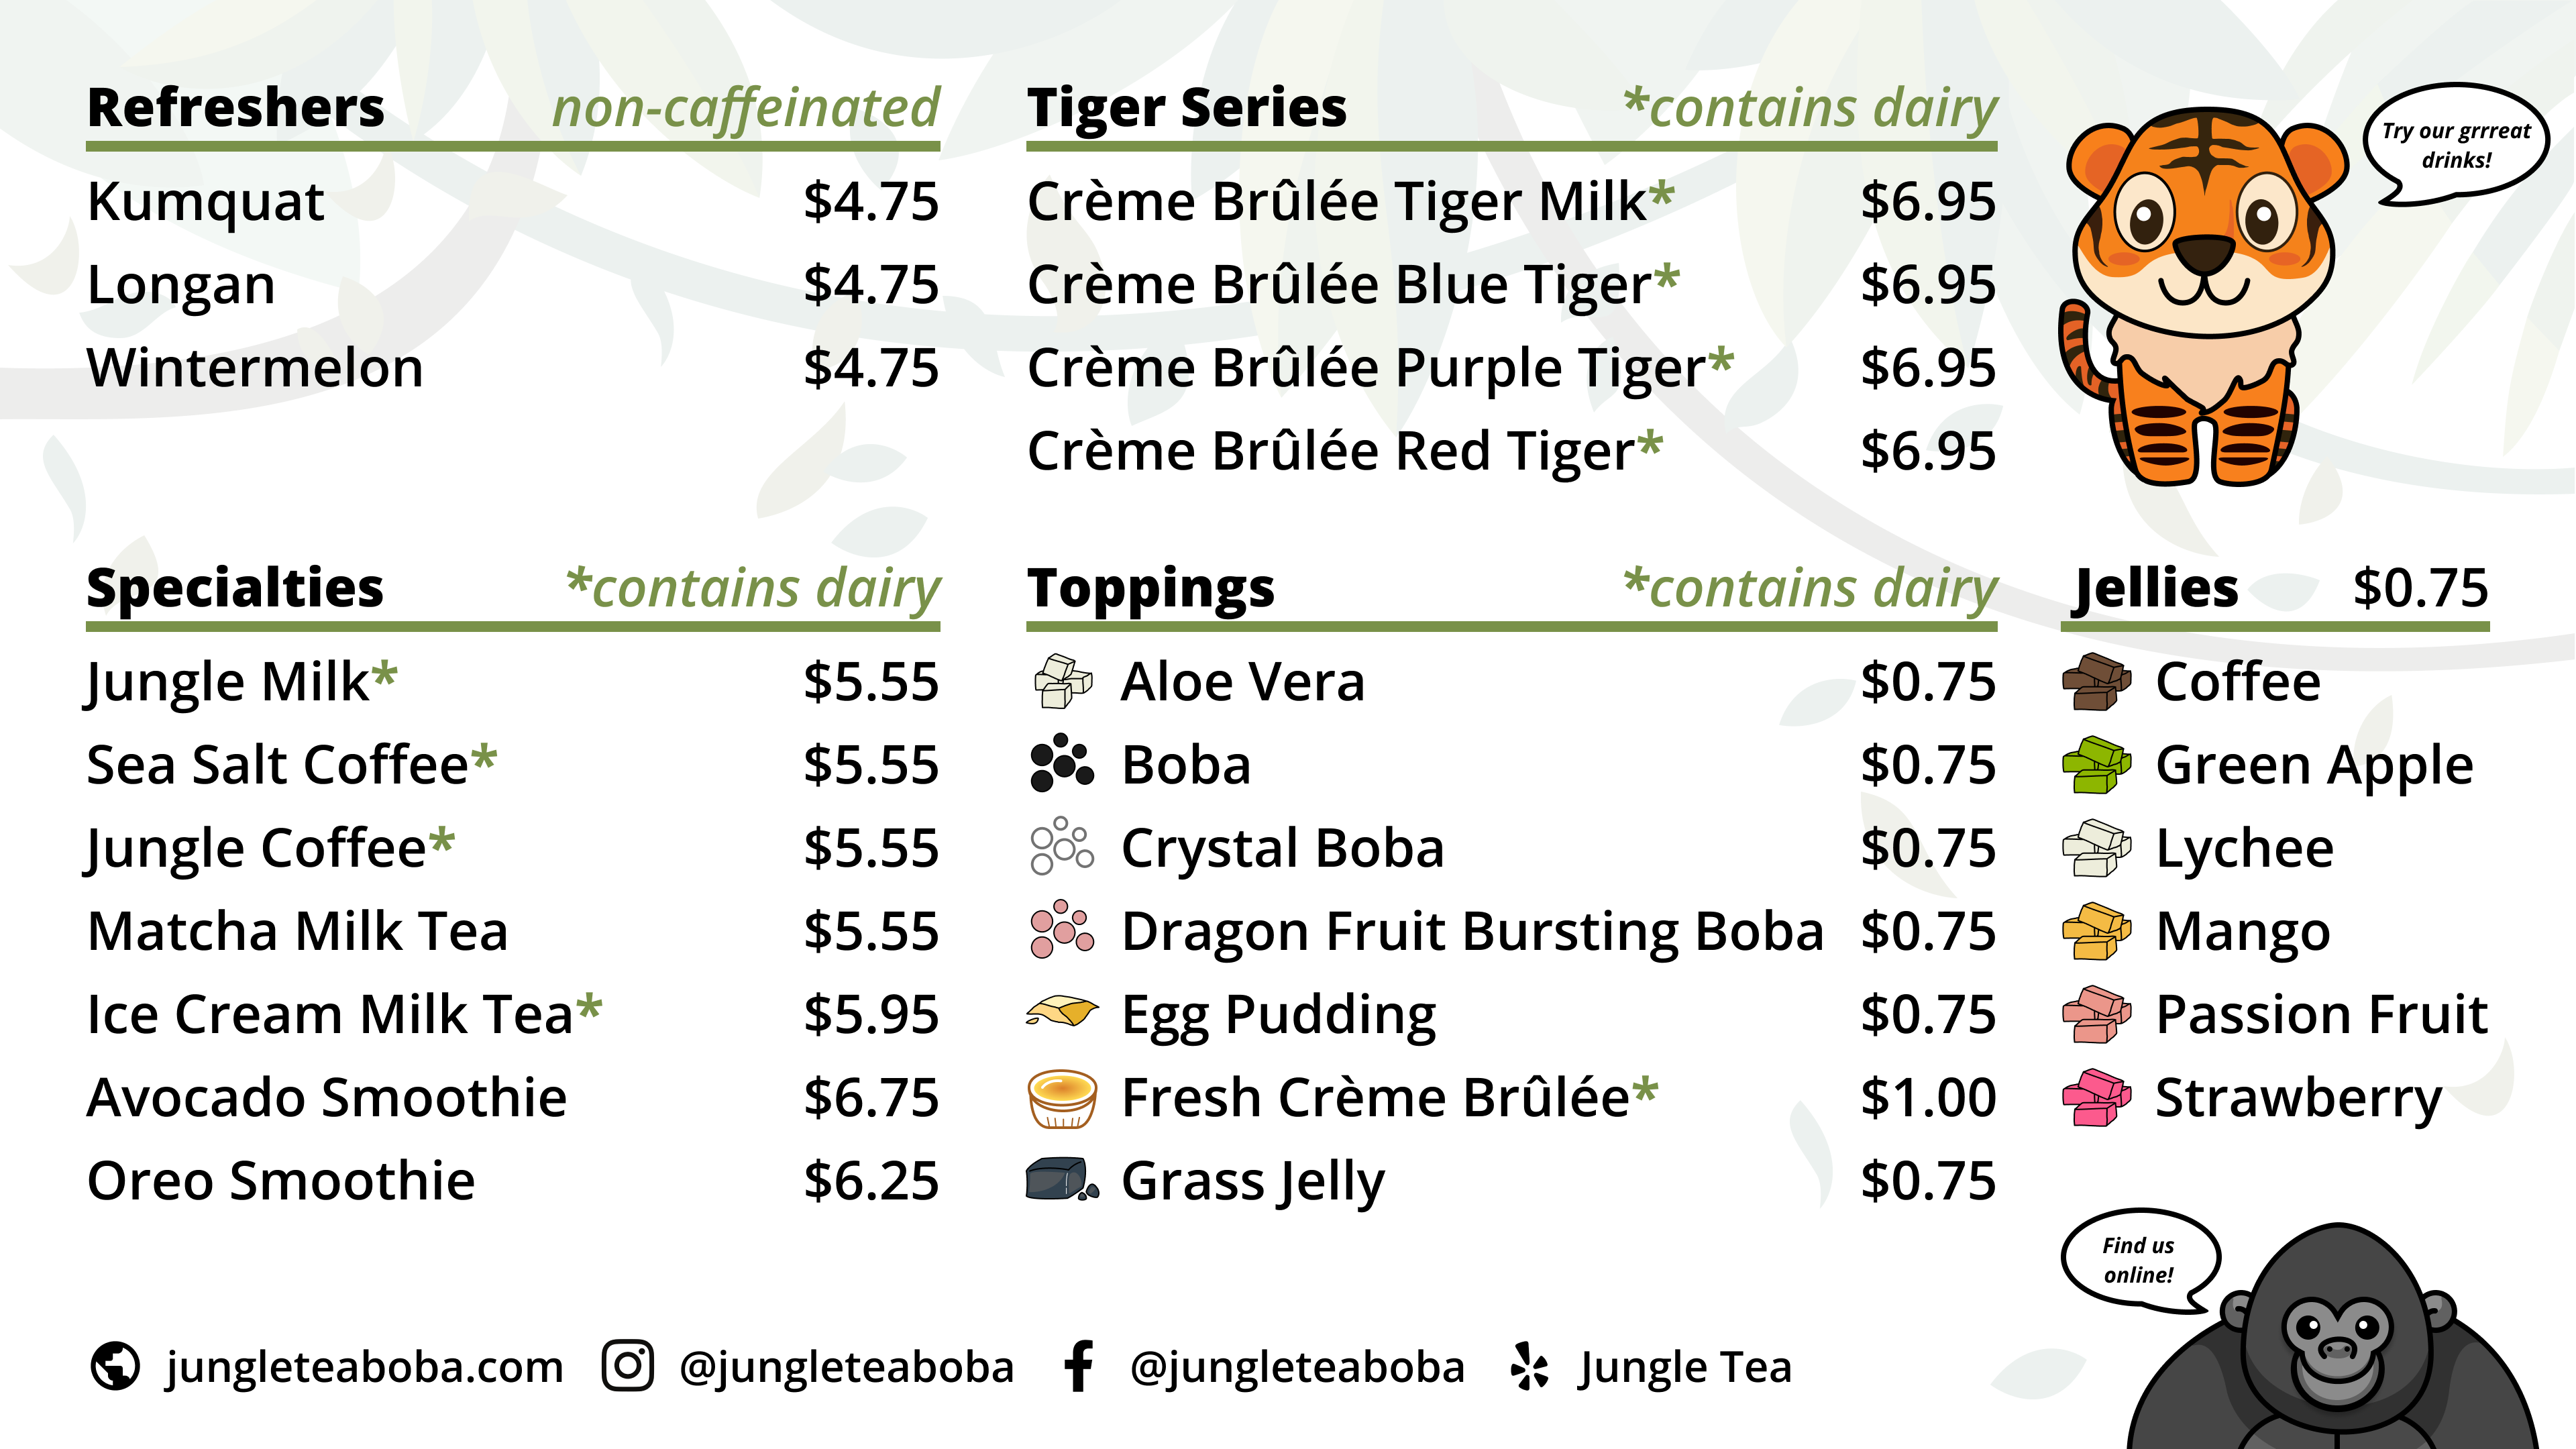 Refreshers non-caffeinated
Kumquat $4.75
Longan $4.75
Wintermelon $4.75
Tiger Series *contains dairy
Crème Brûlée Tiger Milk* $6.95
Crème Brûlée Blue Tiger* $6.95
Crème Brûlée Purple Tiger* $6.95
Crème Brûlée Red Tiger* $6.95
Try our grrreat
drinks!
Specialties *contains dairy
Jungle Milk* $5.55
Sea Salt Coffee* $5.55
Jungle Coffee* $5.55
Matcha Milk Tea $5.55
Ice Cream Milk Tea* $5.95
Avocado Smoothie $6.75
Oreo Smoothie $6.25
Toppings *contains dairy
Aloe Vera $0.75
Boba $0.75
Crystal Boba $0.75
Dragon Fruit Bursting Boba $0.75
Egg Pudding $0.75
Fresh Crème Brûlée* $1.00
Grass Jelly $0.75
Jellies $0.75
Coffee
Green Apple
Lychee
Mango
Passion Fruit
Strawberry
Find us
online!
jungleteaboba.com @jungleteaboba @jungleteaboba Jungle Tea